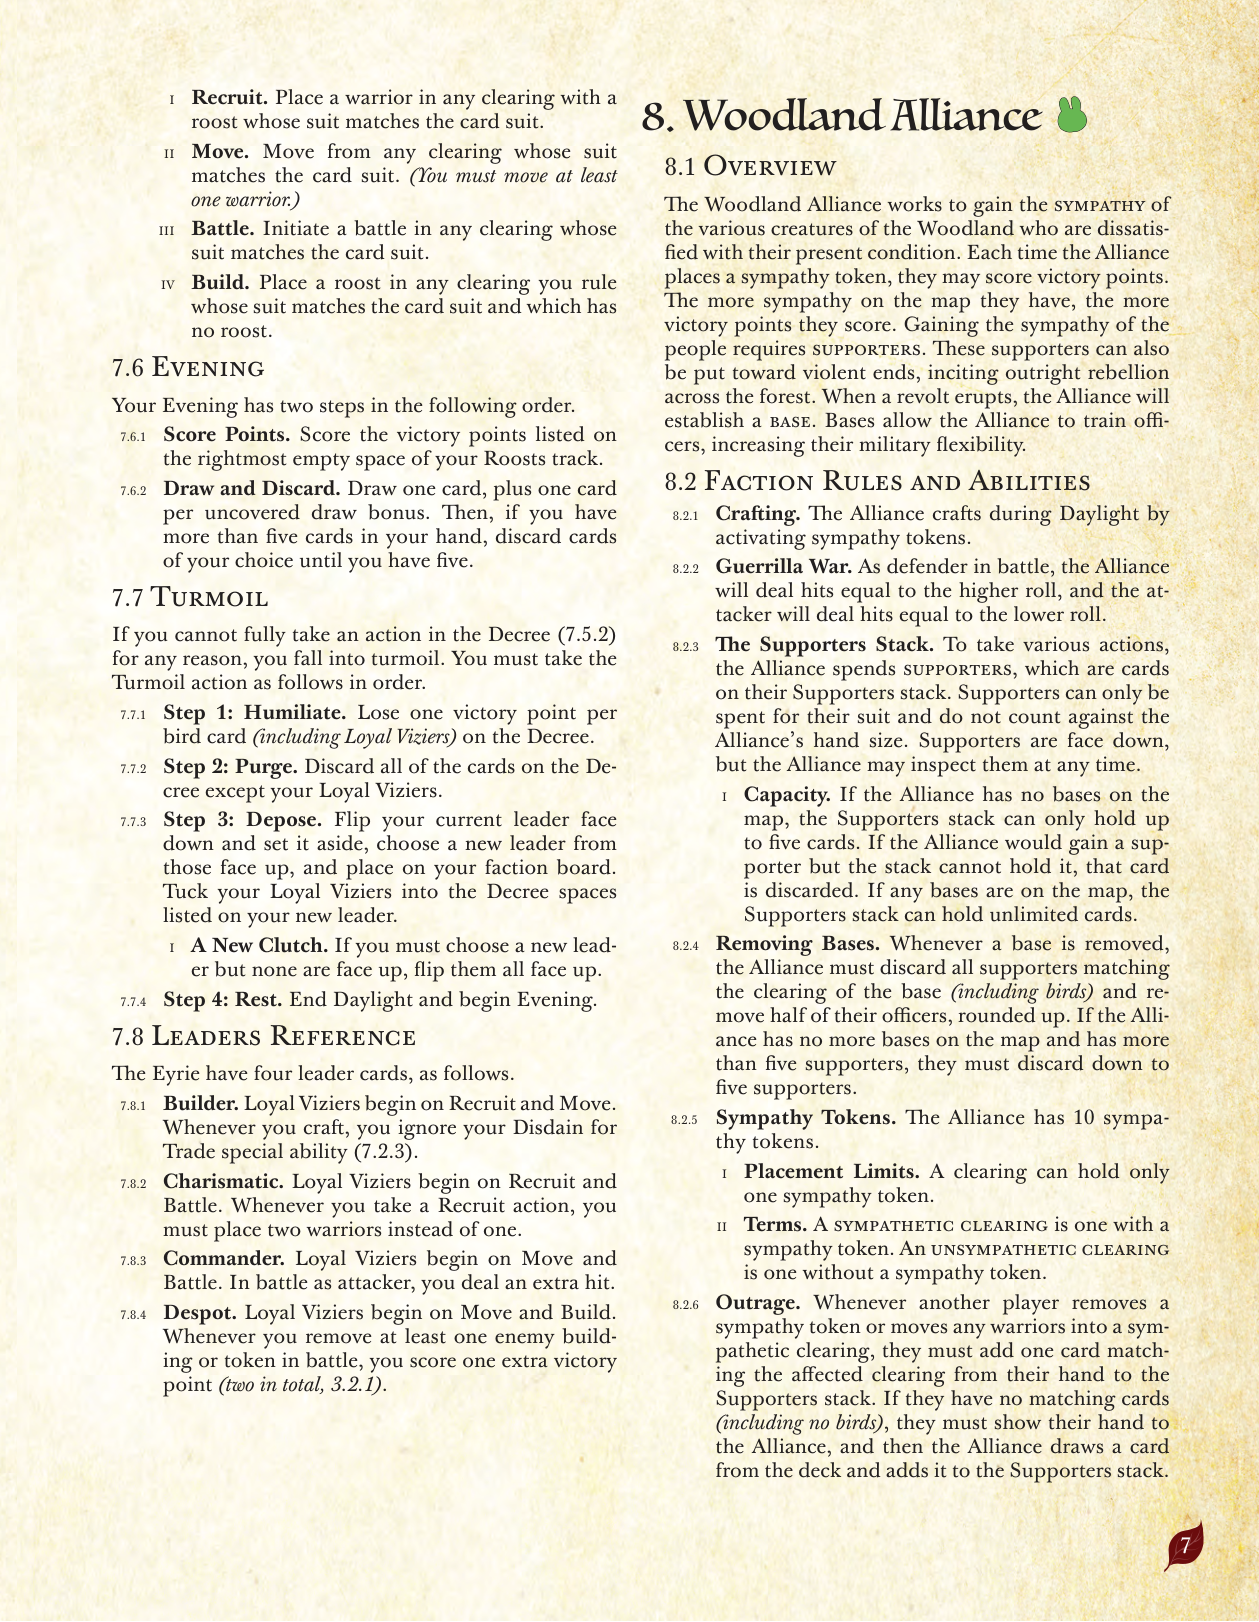 I Recruit. Place a warrior in any clearing with a
roost whose suit matches the card suit.
II Move. Move from any clearing whose suit
matches the card suit. (You must move at least
one warrior.)
III Battle. Initiate a battle in any clearing whose
suit matches the card suit.
IV Build. Place a roost in any clearing you rule
whose suit matches the card suit and which has
no roost.
7.6 Evening
Your Evening has two steps in the following order.
7.6.1 Score Points. Score the victory points listed on
the rightmost empty space of your Roosts track.
7.6.2 Draw and Discard. Draw one card, plus one card
per uncovered draw bonus. Then, if you have
more than five cards in your hand, discard cards
of your choice until you have five.
7.7 Turmoil
If you cannot fully take an action in the Decree (7.5.2)
for any reason, you fall into turmoil. You must take the
Turmoil action as follows in order.
7.7.1 Step 1: Humiliate. Lose one victory point per
bird card (including Loyal Viziers) on the Decree.
7.7.2 Step 2: Purge. Discard all of the cards on the De-
cree except your Loyal Viziers.
7.7.3 Step 3: Depose. Flip your current leader face
down and set it aside, choose a new leader from
those face up, and place on your faction board.
Tuck your Loyal Viziers into the Decree spaces
listed on your new leader.
I A New Clutch. If you must choose a new lead-
er but none are face up, flip them all face up.
7.7.4 Step 4: Rest. End Daylight and begin Evening.
7.8 Leaders Reference
The Eyrie have four leader cards, as follows.
7.8.1 Builder. Loyal Viziers begin on Recruit and Move.
Whenever you craft, you ignore your Disdain for
Trade special ability (7.2.3).
7.8.2 Charismatic. Loyal Viziers begin on Recruit and
Battle. Whenever you take a Recruit action, you
must place two warriors instead of one.
7.8.3 Commander. Loyal Viziers begin on Move and
Battle. In battle as attacker, you deal an extra hit.
7.8.4 Despot. Loyal Viziers begin on Move and Build.
Whenever you remove at least one enemy build-
ing or token in battle, you score one extra victory
point (two in total, 3.2.1).
8. Woodland Alliance
8.1 Overview
The Woodland Alliance works to gain the sympathy of
the various creatures of the Woodland who are dissatis-
fied with their present condition. Each time the Alliance
places a sympathy token, they may score victory points.
The more sympathy on the map they have, the more
victory points they score. Gaining the sympathy of the
people requires supporters. These supporters can also
be put toward violent ends, inciting outright rebellion
across the forest. When a revolt erupts, the Alliance will
establish a base. Bases allow the Alliance to train offi-
cers, increasing their military flexibility.
8.2 Faction Rules and Abilities
8.2.1 Crafting. The Alliance crafts during Daylight by
activating sympathy tokens.
8.2.2 Guerrilla War. As defender in battle, the Alliance
will deal hits equal to the higher roll, and the at-
tacker will deal hits equal to the lower roll.
8.2.3 The Supporters Stack. To take various actions,
the Alliance spends supporters, which are cards
on their Supporters stack. Supporters can only be
spent for their suit and do not count against the
Alliance's hand size. Supporters are face down,
but the Alliance may inspect them at any time.
I Capacity. If the Alliance has no bases on the
map, the Supporters stack can only hold up
to five cards. If the Alliance would gain a sup-
porter but the stack cannot hold it, that card
is discarded. If any bases are on the map, the
Supporters stack can hold unlimited cards.
8.2.4 Removing Bases. Whenever a base is removed,
the Alliance must discard all supporters matching
the clearing of the base (including birds) and re-
move half of their officers, rounded up. If the Alli-
ance has no more bases on the map and has more
than five supporters, they must discard down to
five supporters.
8.2.5 Sympathy Tokens. The Alliance has 10 sympa-
thy tokens.
I Placement Limits. A clearing can hold only
one sympathy token.
II Terms. A sympathetic clearing is one with a
sympathy token. An unsympathetic clearing
is one without a sympathy token.
8.2.6 Outrage. Whenever another player removes a
sympathy token or moves any warriors into a sym-
pathetic clearing, they must add one card match-
ing the affected clearing from their hand to the
Supporters stack. If they have no matching cards
(including no birds), they must show their hand to
the Alliance, and then the Alliance draws a card
from the deck and adds it to the Supporters stack.
7